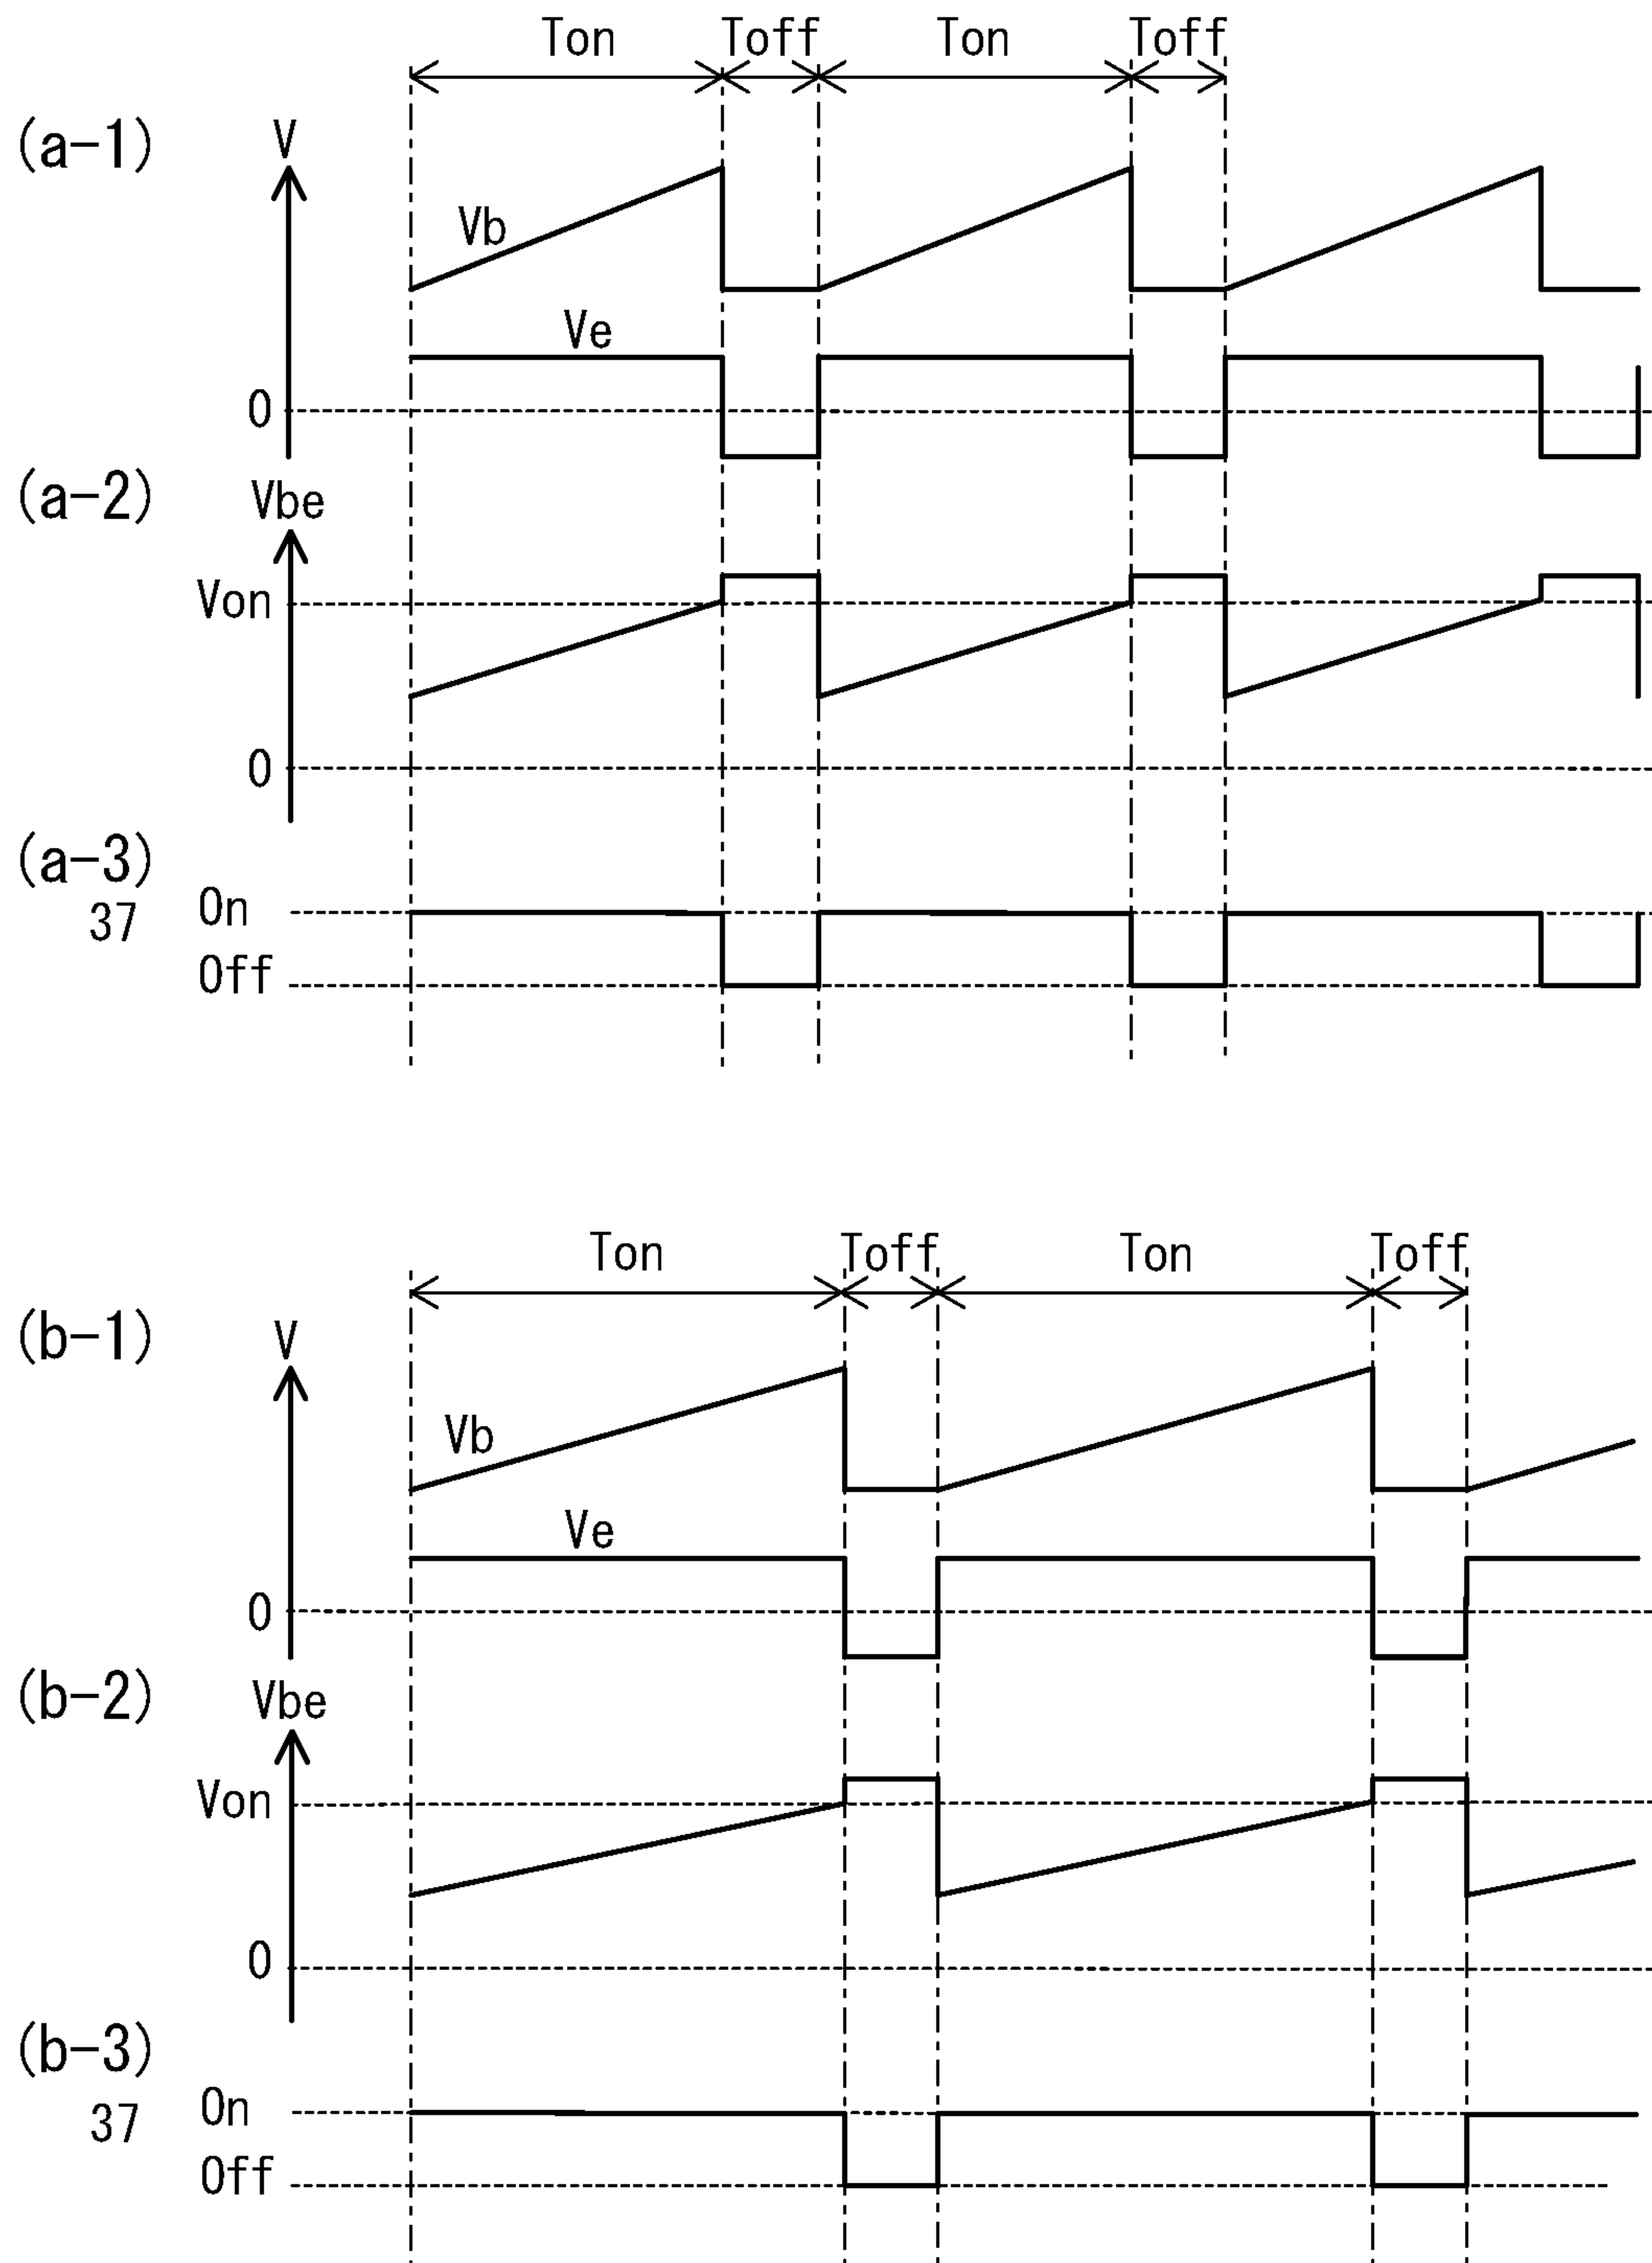 Ton Toff Ton Toff
(a-1) V
Vb
Ve
0
(a-2) Vbe
Von
0
(a-3)
37 On
Off
Ton Toff Ton Toff
(b-1) V
Vb
Ve
0
(b-2) Vbe
Von
0
(b-3)
37 On
Off